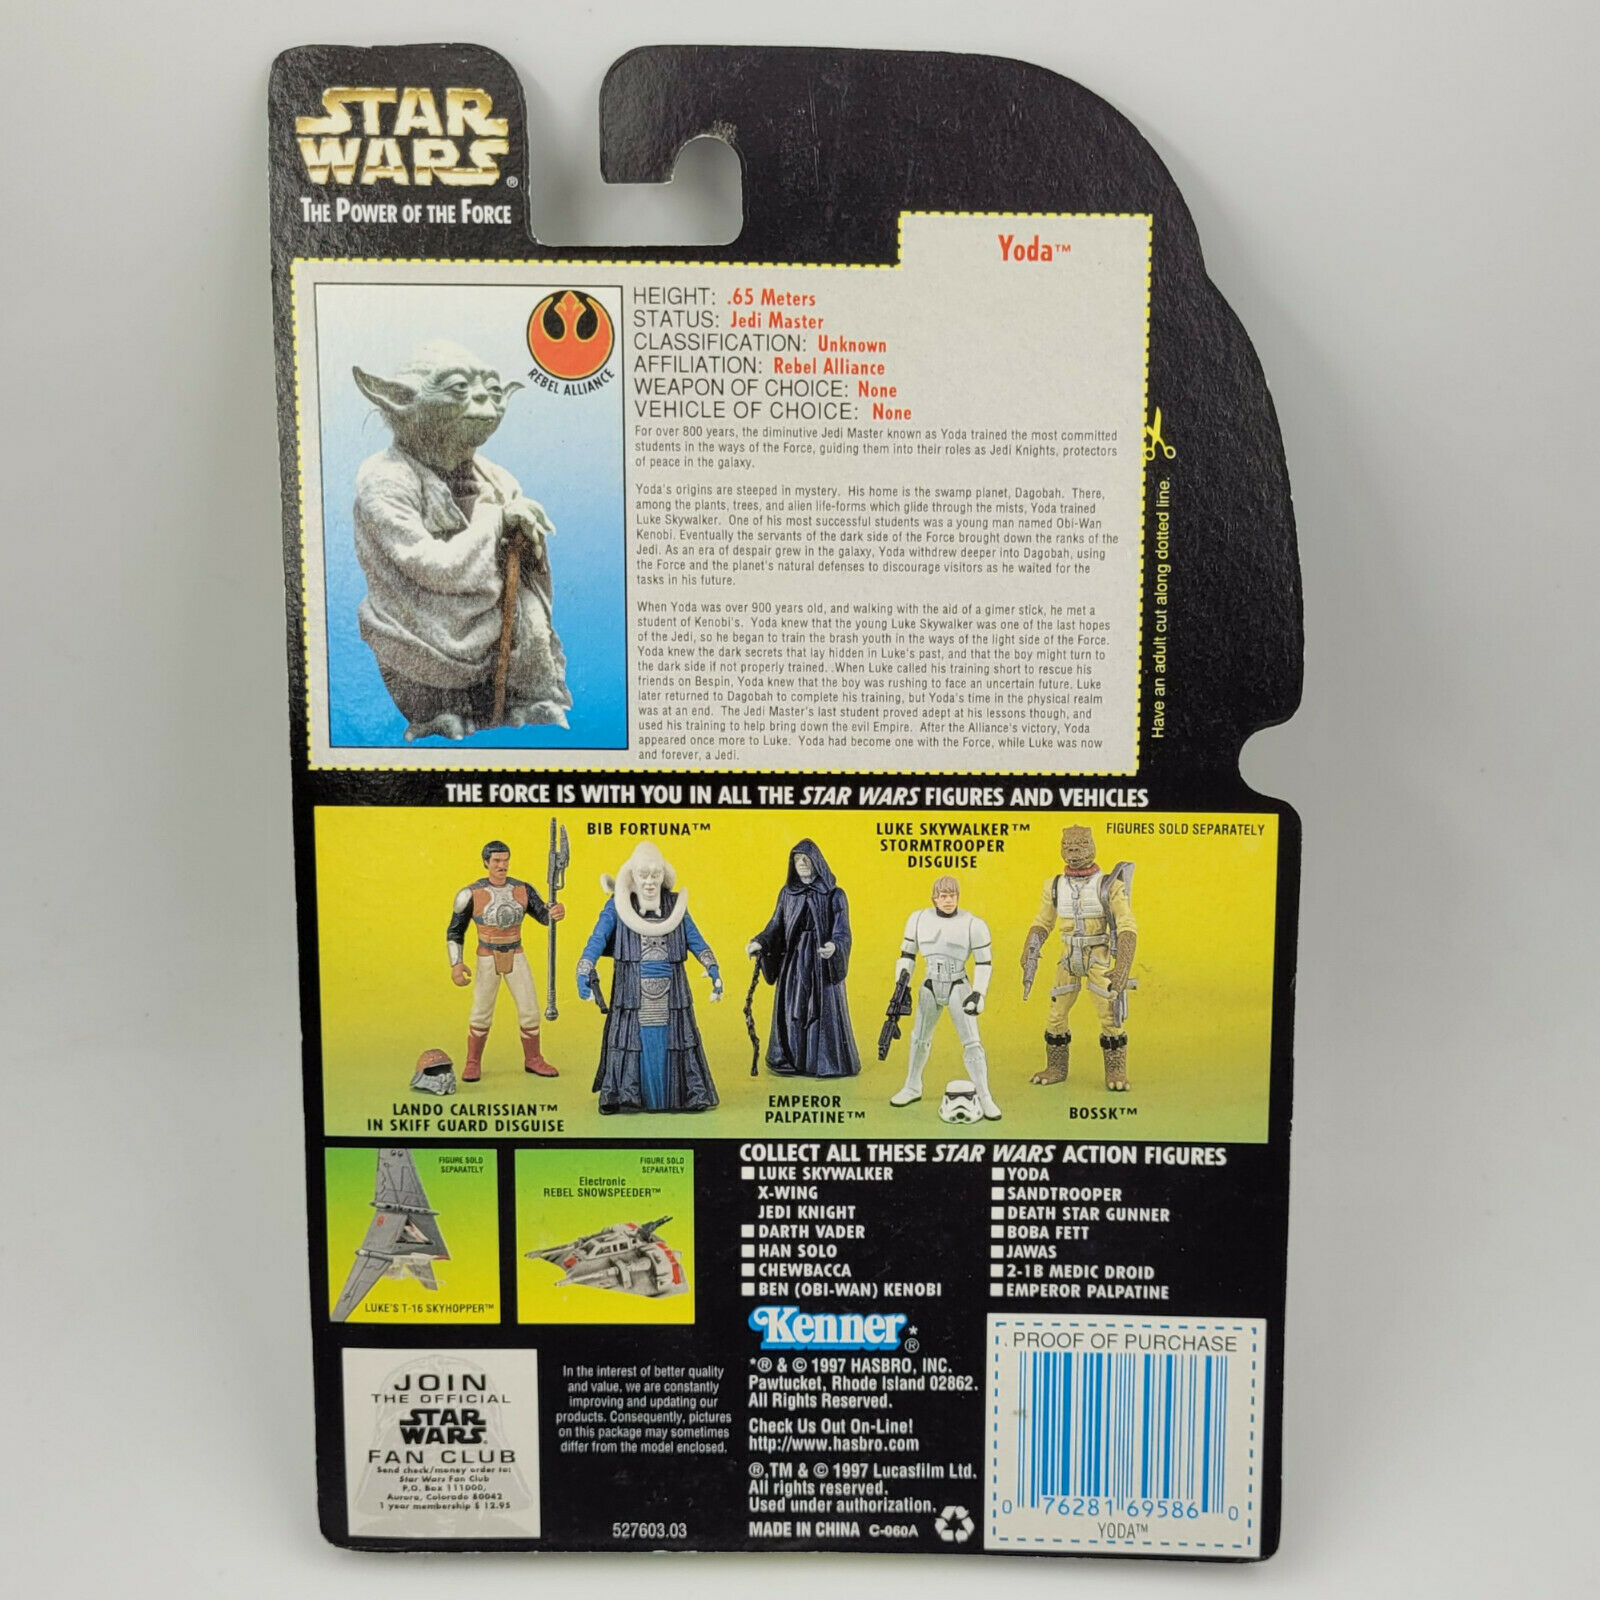 STAR
WARS®
THE POWER OF THE FORCE
Yoda™
REBEL ALLIANCE
HEIGHT: .65 Meters
STATUS: Jedi Master
CLASSIFICATION: Unknown
AFFILIATION: Rebel Alliance
WEAPON OF CHOICE: None
VEHICLE OF CHOICE: None
For over 800 years, the diminutive Jedi Master known as Yoda trained the most committed
students in the ways of the Force, guiding them into their roles as Jedi Knights, protectors
of peace in the galaxy.
Yoda's origins are steeped in mystery. His home is the swamp planet, Dagobah. There,
among the plants, trees, and alien life-forms which glide through the mists, Yoda trained
Luke Skywalker. One of his most successful students was a young man named Obi-Wan
Kenobi. Eventually the servants of the dark side of the Force brought down the ranks of the
Jedi. As an era of despair grew in the galaxy, Yoda withdrew deeper into Dagobah, using
the Force and the planet's natural defenses to discourage visitors as he waited for the
tasks in his future.
When Yoda was over 900 years old, and walking with the aid of a gimer stick, he met a
student of Kenobi's. Yoda knew that the young Luke Skywalker was one of the last hopes
of the Jedi, so he began to train the brash youth in the ways of the light side of the Force.
Yoda knew the dark secrets that lay hidden in Luke's past, and that the boy might turn to
the dark side if not properly trained. .When Luke called his training short to rescue his
friends on Bespin, Yoda knew that the boy was rushing to face an uncertain future. Luke
later returned to Dagobah to complete his training, but Yoda's time in the physical realm
was at an end. The Jedi Master's last student proved adept at his lessons though, and
used his training to help bring down the evil Empire. After the Alliance's victory, Yoda
appeared once more to Luke. Yoda had become one with the Force, while Luke was now
and forever, a Jedi.
Have an adult cut along dotted line.
THE FORCE IS WITH YOU IN ALL THE STAR WARS FIGURES AND VEHICLES
BIB FORTUNA™
LUKE SKYWALKER™
STORMTROOPER
DISGUISE
FIGURES SOLD SEPARATELY
LANDO CALRISSIAN™
IN SKIFF GUARD DISGUISE
EMPEROR
PALPATINE™
BOSSK™
FIGURE SOLD
SEPARATELY
LUKE'S T-16 SKYHOPPER™
FIGURE SOLD
SEPARATELY
Electronic
REBEL SNOWSPEEDER™
COLLECT ALL THESE STAR WARS ACTION FIGURES
■ LUKE SKYWALKER
X-WING
JEDI KNIGHT
■ DARTH VADER
■ HAN SOLO
■ CHEWBACCA
■ BEN (OBI-WAN) KENOBI
■ YODA
■ SANDTROOPER
■ DEATH STAR GUNNER
■ BOBA FETT
■ JAWAS
■ 2-1B MEDIC DROID
■ EMPEROR PALPATINE
JOIN
THE OFFICIAL
STAR
WARS
FAN CLUB
Send check/money order to:
Star Wars Fan Club
P.O. Box 111000,
Aurora, Colorado 80042
1 year membership $ 12.95
In the interest of better quality
and value, we are constantly
improving and updating our
products. Consequently, pictures
on this package may sometimes
differ from the model enclosed.
527603.03
Kenner*®
*® & © 1997 HASBRO, INC.
Pawtucket, Rhode Island 02862.
All Rights Reserved.
Check Us Out On-Line!
http://www.hasbro.com
®,TM & © 1997 Lucasfilm Ltd.
All rights reserved.
Used under authorization.
MADE IN CHINA C-060A
PROOF OF PURCHASE
0 76281 69586 0
YODA™